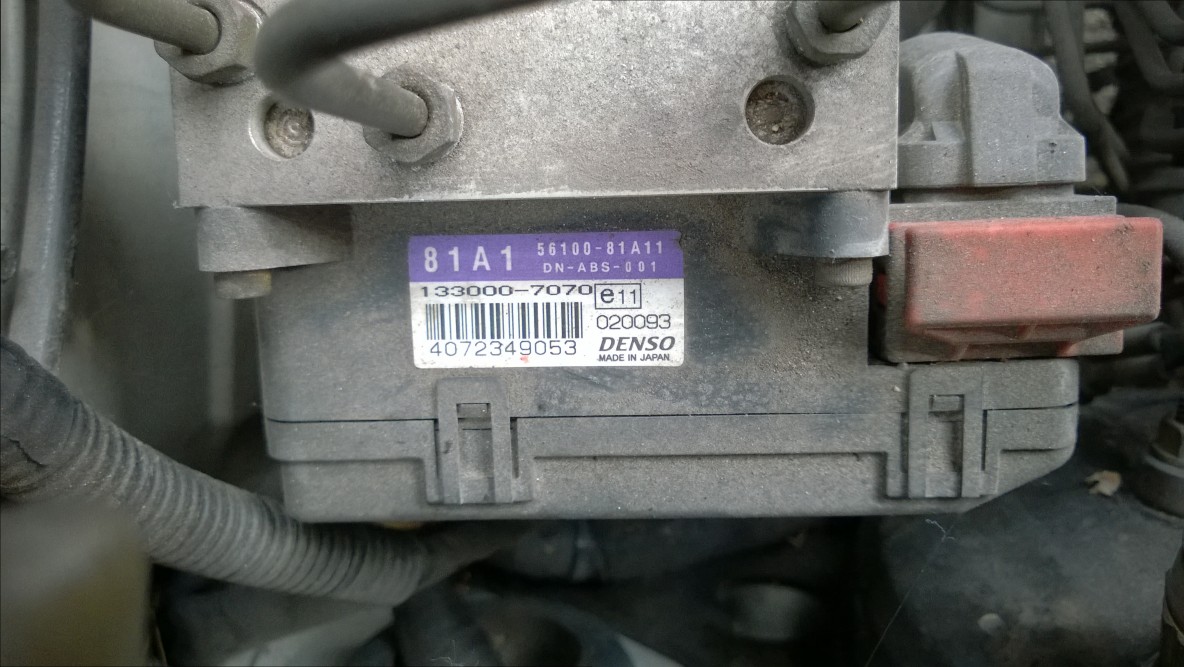 81A1 56100-81A11
DN-ABS-001
133000-7070 e11
020093
4072349053 DENSO
MADE IN JAPAN